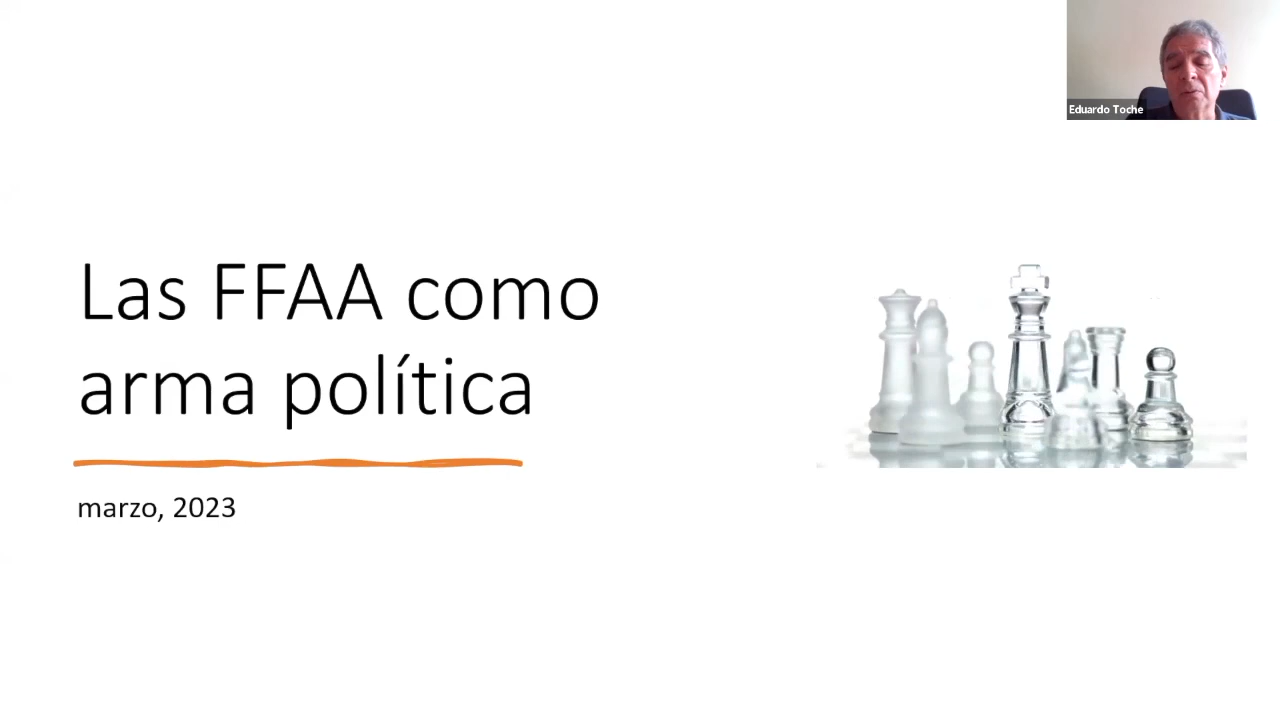 Eduardo Toche
Las FFAA como
arma política
marzo, 2023